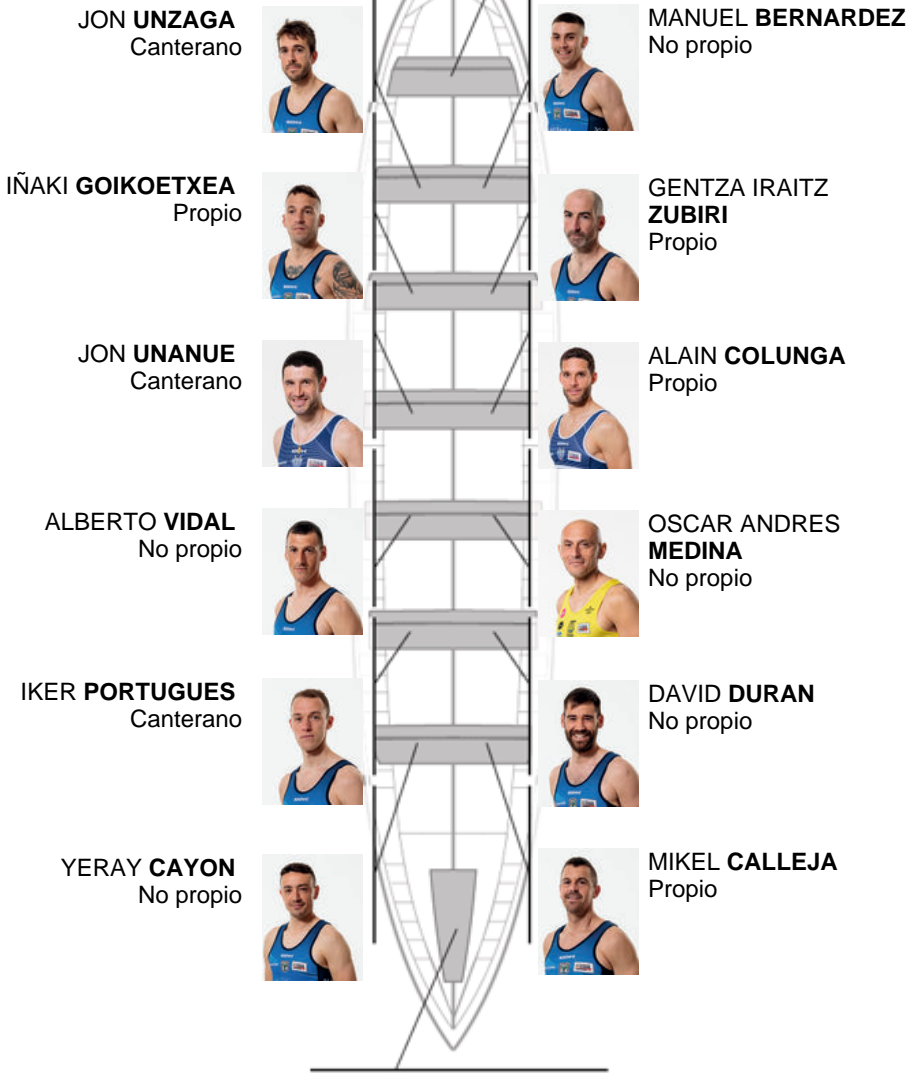 JON UNZAGA
Canterano
MANUEL BERNARDEZ
No propio
IÑAKI GOIKOETXEA
Propio
GENTZA IRAITZ
ZUBIRI
Propio
JON UNANUE
Canterano
ALAIN COLUNGA
Propio
ALBERTO VIDAL
No propio
OSCAR ANDRES
MEDINA
No propio
IKER PORTUGUES
Canterano
DAVID DURAN
No propio
YERAY CAYON
No propio
MIKEL CALLEJA
Propio